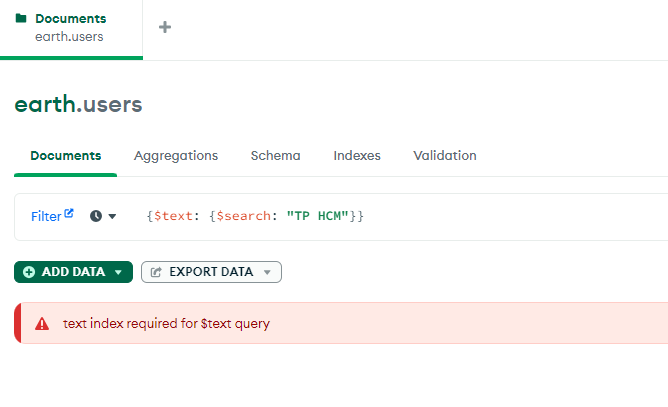 Documents
earth.users
earth.users
Documents Aggregations Schema Indexes Validation
Filter {$text: {$search: "TP HCM"}}
ADD DATA EXPORT DATA
text index required for $text query